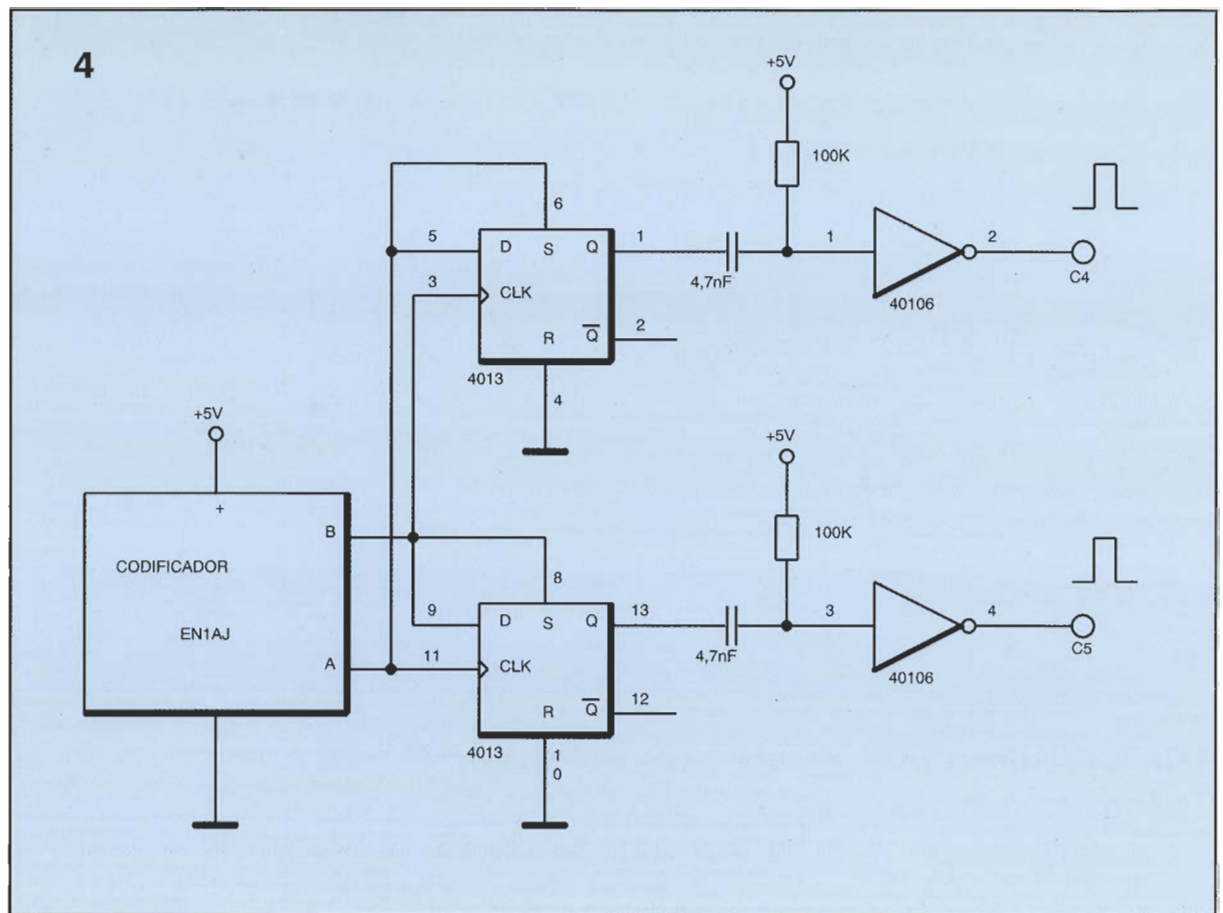 4
+5V
100K
6
5
D
S
Q
1
1
2
4,7nF
C4
3
CLK
40106
R
Q
2
4013
4
+5V
+5V
+
100K
B
CODIFICADOR
8
9
D
S
Q
13
3
4
EN1AJ
4,7nF
C5
A
11
CLK
40106
R
Q
12
4013
1
0